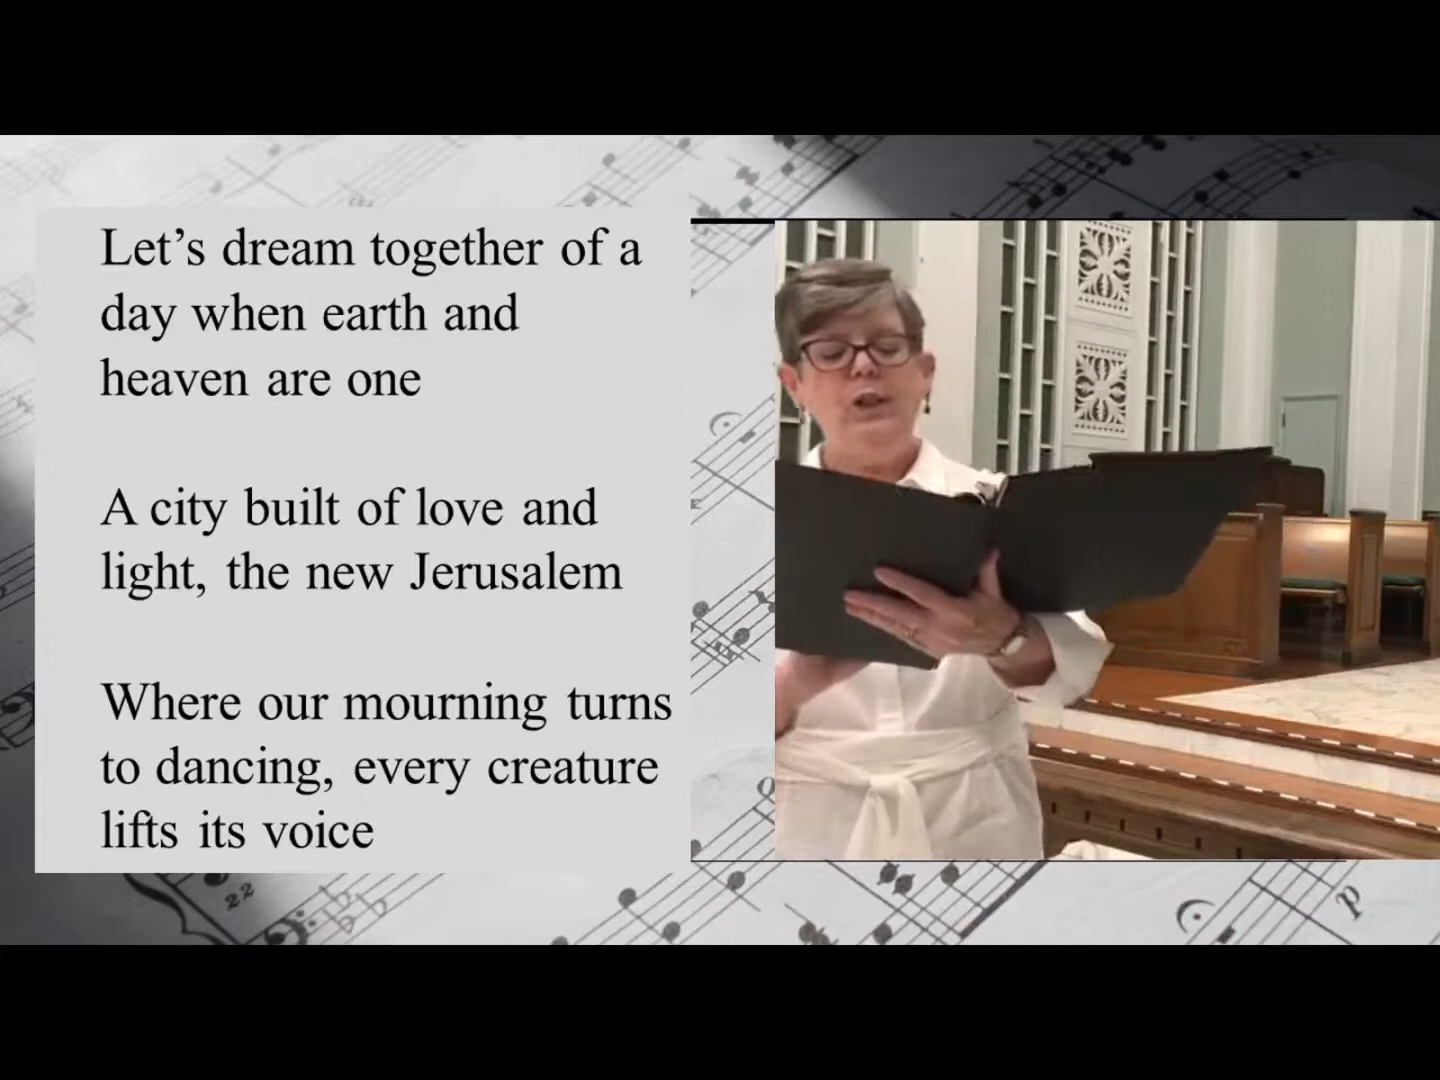 Let’s dream together of a
day when earth and
heaven are one
A city built of love and
light, the new Jerusalem
Where our mourning turns
to dancing, every creature
lifts its voice
22
p